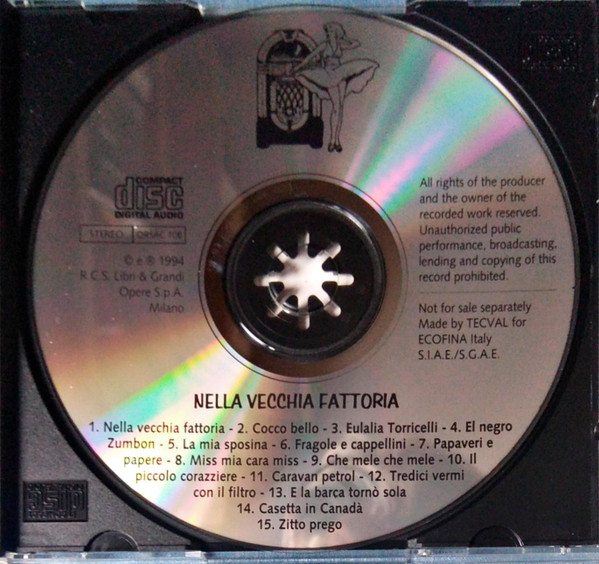 COMPACT
disc
DIGITAL AUDIO
STEREO
© e ℗ 1994
R.C.S. Libri & Grandi
Opere S.p.A.
Milano
All rights of the producer
and the owner of the
recorded work reserved.
Unauthorized public
performance, broadcasting,
lending and copying of this
record prohibited.
Not for sale separately
Made by TECVAL for
ECOFINA Italy
S.I.A.E./S.G.A.E.
NELLA VECCHIA FATTORIA
1. Nella vecchia fattoria - 2. Cocco bello - 3. Eulalia Torricelli - 4. El negro
Zumbon - 5. La mia sposina - 6. Fragole e cappellini - 7. Papaveri e
papere - 8. Miss mia cara miss - 9. Che mele che mele - 10. Il
piccolo corazziere - 11. Caravan petrol - 12. Tredici vermi
con il filtro - 13. E la barca tornò sola
14. Casetta in Canadà
15. Zitto prego